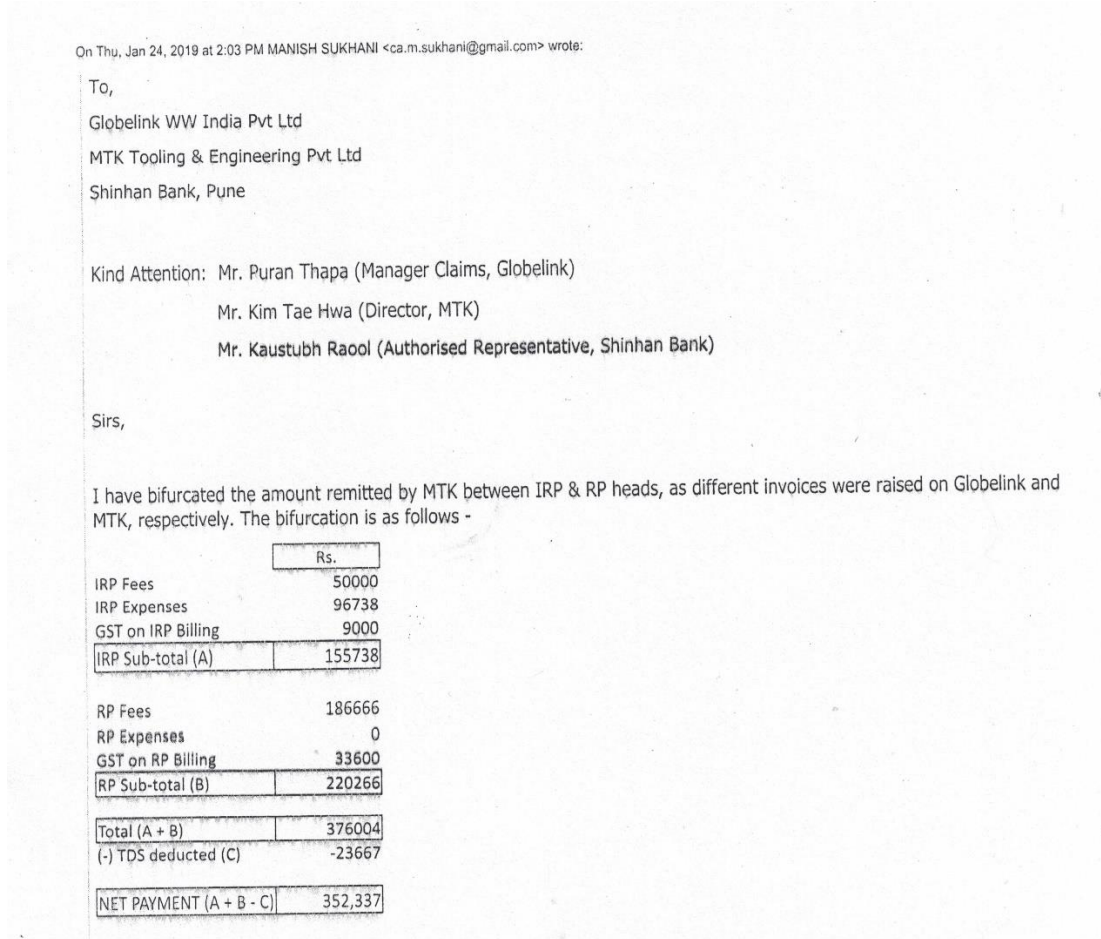 On Thu, Jan 24, 2019 at 2:03 PM MANISH SUKHANI <ca.m.sukhani@gmail.com> wrote:
To,
Globelink WW India Pvt Ltd
MTK Tooling & Engineering Pvt Ltd
Shinhan Bank, Pune
Kind Attention: Mr. Puran Thapa (Manager Claims, Globelink)
Mr. Kim Tae Hwa (Director, MTK)
Mr. Kaustubh Raool (Authorised Representative, Shinhan Bank)
Sirs,
I have bifurcated the amount remitted by MTK between IRP & RP heads, as different invoices were raised on Globelink and
MTK, respectively. The bifurcation is as follows -
Rs.
IRP Fees 50000
IRP Expenses 96738
GST on IRP Billing 9000
IRP Sub-total (A) 155738
RP Fees 186666
RP Expenses 0
GST on RP Billing 33600
RP Sub-total (B) 220266
Total (A + B) 376004
(-) TDS deducted (C) -23667
NET PAYMENT (A + B - C) 352,337